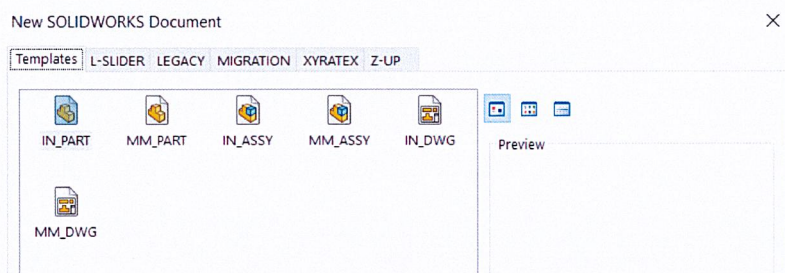 New SOLIDWORKS Document
Templates L-SLIDER LEGACY MIGRATION XYRATEX Z-UP
IN_PART MM_PART IN_ASSY MM_ASSY IN_DWG
Preview
MM_DWG